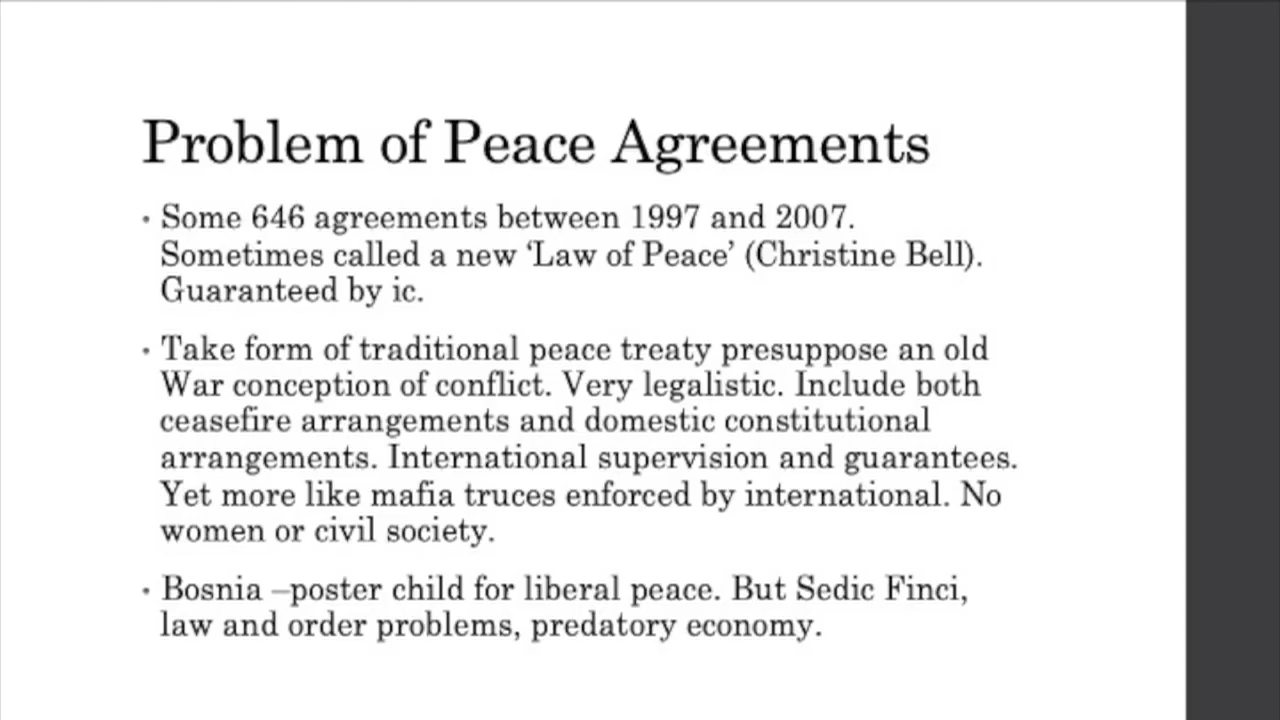 Problem of Peace Agreements
• Some 646 agreements between 1997 and 2007.
Sometimes called a new ‘Law of Peace’ (Christine Bell).
Guaranteed by ic.
• Take form of traditional peace treaty presuppose an old
War conception of conflict. Very legalistic. Include both
ceasefire arrangements and domestic constitutional
arrangements. International supervision and guarantees.
Yet more like mafia truces enforced by international. No
women or civil society.
• Bosnia –poster child for liberal peace. But Sedic Finci,
law and order problems, predatory economy.